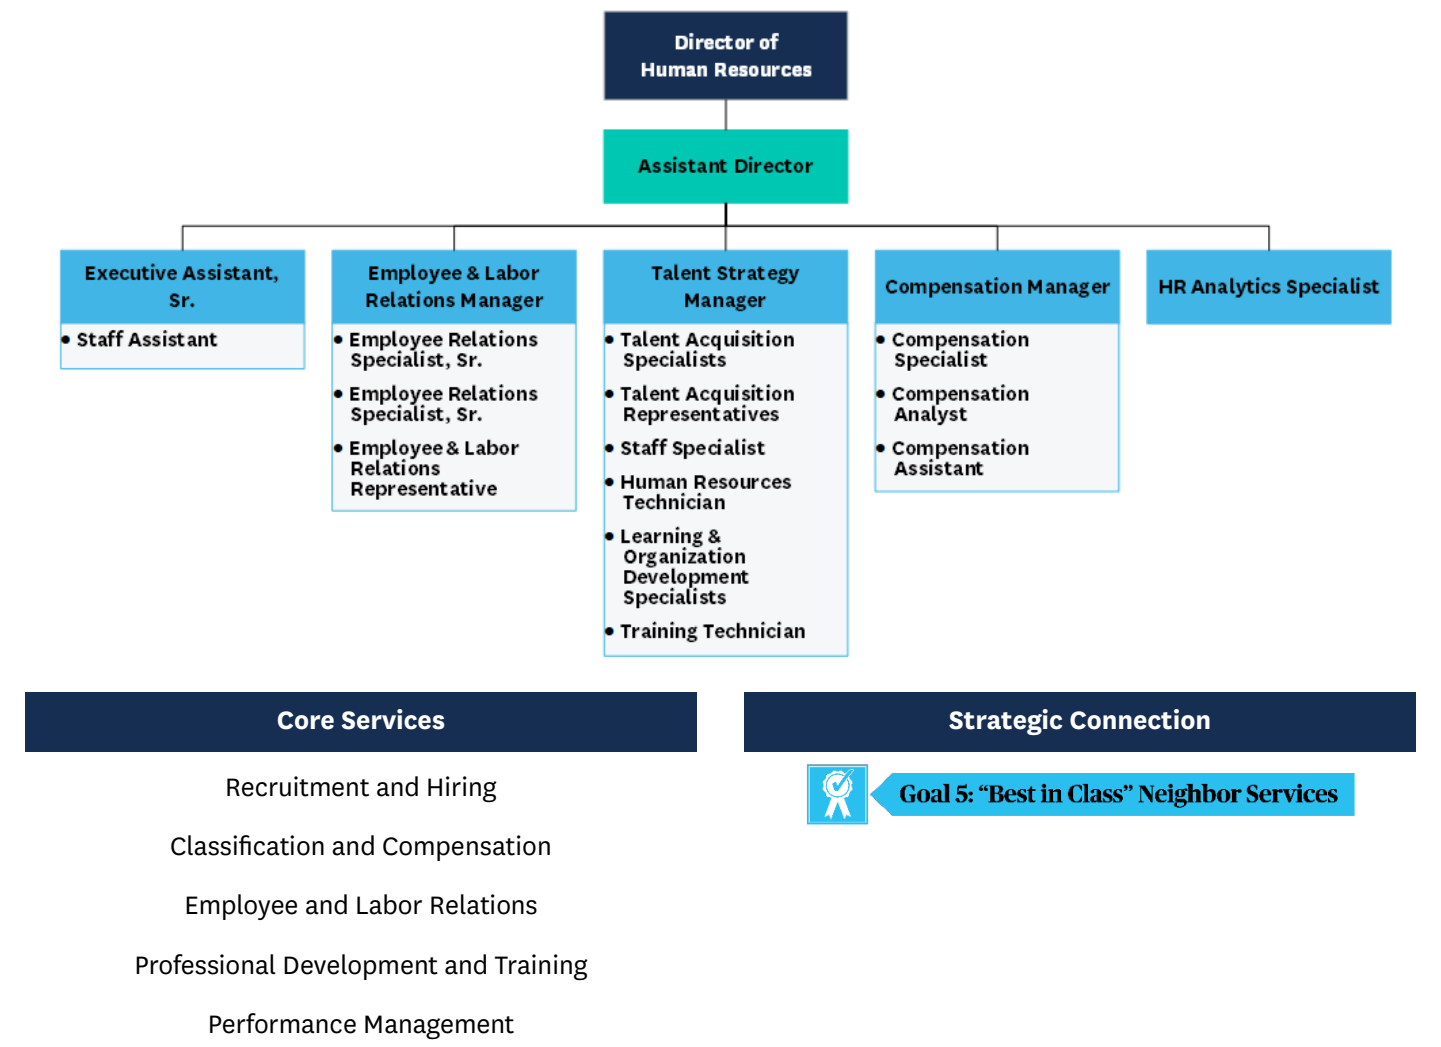 Director of
Human Resources
Assistant Director
Executive Assistant,
Sr.
• Staff Assistant
Employee & Labor
Relations Manager
• Employee Relations
Specialist, Sr.
• Employee Relations
Specialist, Sr.
• Employee & Labor
Relations
Representative
Talent Strategy
Manager
• Talent Acquisition
Specialists
• Talent Acquisition
Representatives
• Staff Specialist
• Human Resources
Technician
• Learning &
Organization
Development
Specialists
• Training Technician
Compensation Manager
• Compensation
Specialist
• Compensation
Analyst
• Compensation
Assistant
HR Analytics Specialist
Core Services
Recruitment and Hiring
Classification and Compensation
Employee and Labor Relations
Professional Development and Training
Performance Management
Strategic Connection
Goal 5: “Best in Class” Neighbor Services